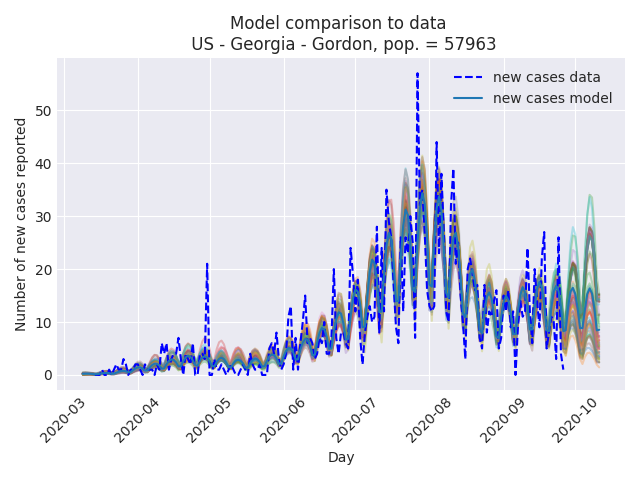 Model comparison to data
US - Georgia - Gordon, pop. = 57963
new cases data
new cases model
Number of new cases reported
50
40
30
20
10
0
2020-03
2020-04
2020-05
2020-06
2020-07
2020-08
2020-09
2020-10
Day